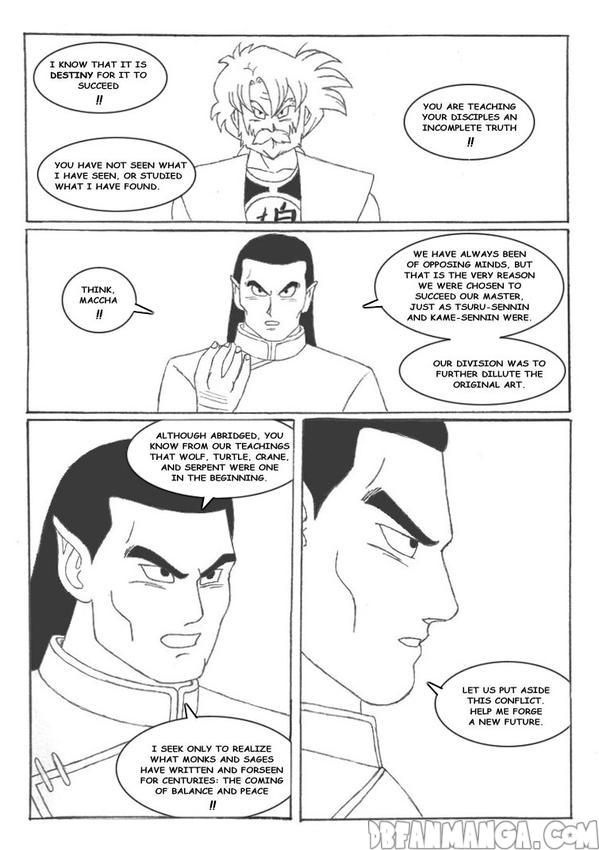 I KNOW THAT IT IS
DESTINY FOR IT TO
SUCCEED
!!
YOU HAVE NOT SEEN WHAT
I HAVE SEEN, OR STUDIED
WHAT I HAVE FOUND.
YOU ARE TEACHING
YOUR DISCIPLES AN
INCOMPLETE TRUTH
!!
THINK,
MACCHA
!!
WE HAVE ALWAYS BEEN
OF OPPOSING MINDS, BUT
THAT IS THE VERY REASON
WE WERE CHOSEN TO
SUCCEED OUR MASTER,
JUST AS TSURU-SENNIN
AND KAME-SENNIN WERE.
OUR DIVISION WAS TO
FURTHER DILLUTE THE
ORIGINAL ART.
ALTHOUGH ABRIDGED, YOU
KNOW FROM OUR TEACHINGS
THAT WOLF, TURTLE, CRANE,
AND SERPENT WERE ONE
IN THE BEGINNING.
I SEEK ONLY TO REALIZE
WHAT MONKS AND SAGES
HAVE WRITTEN AND FORSEEN
FOR CENTURIES: THE COMING
OF BALANCE AND PEACE
!!
LET US PUT ASIDE
THIS CONFLICT.
HELP ME FORGE
A NEW FUTURE.
DBFANMANGA.COM